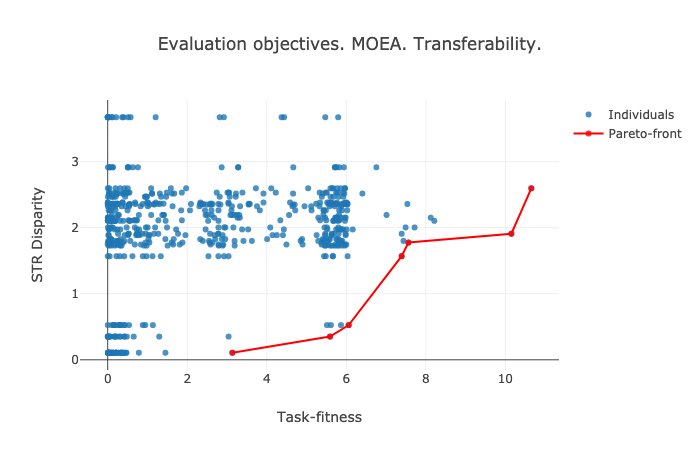 Evaluation objectives. MOEA. Transferability.
Individuals
Pareto-front
STR Disparity
3
2
1
0
0 2 4 6 8 10
Task-fitness